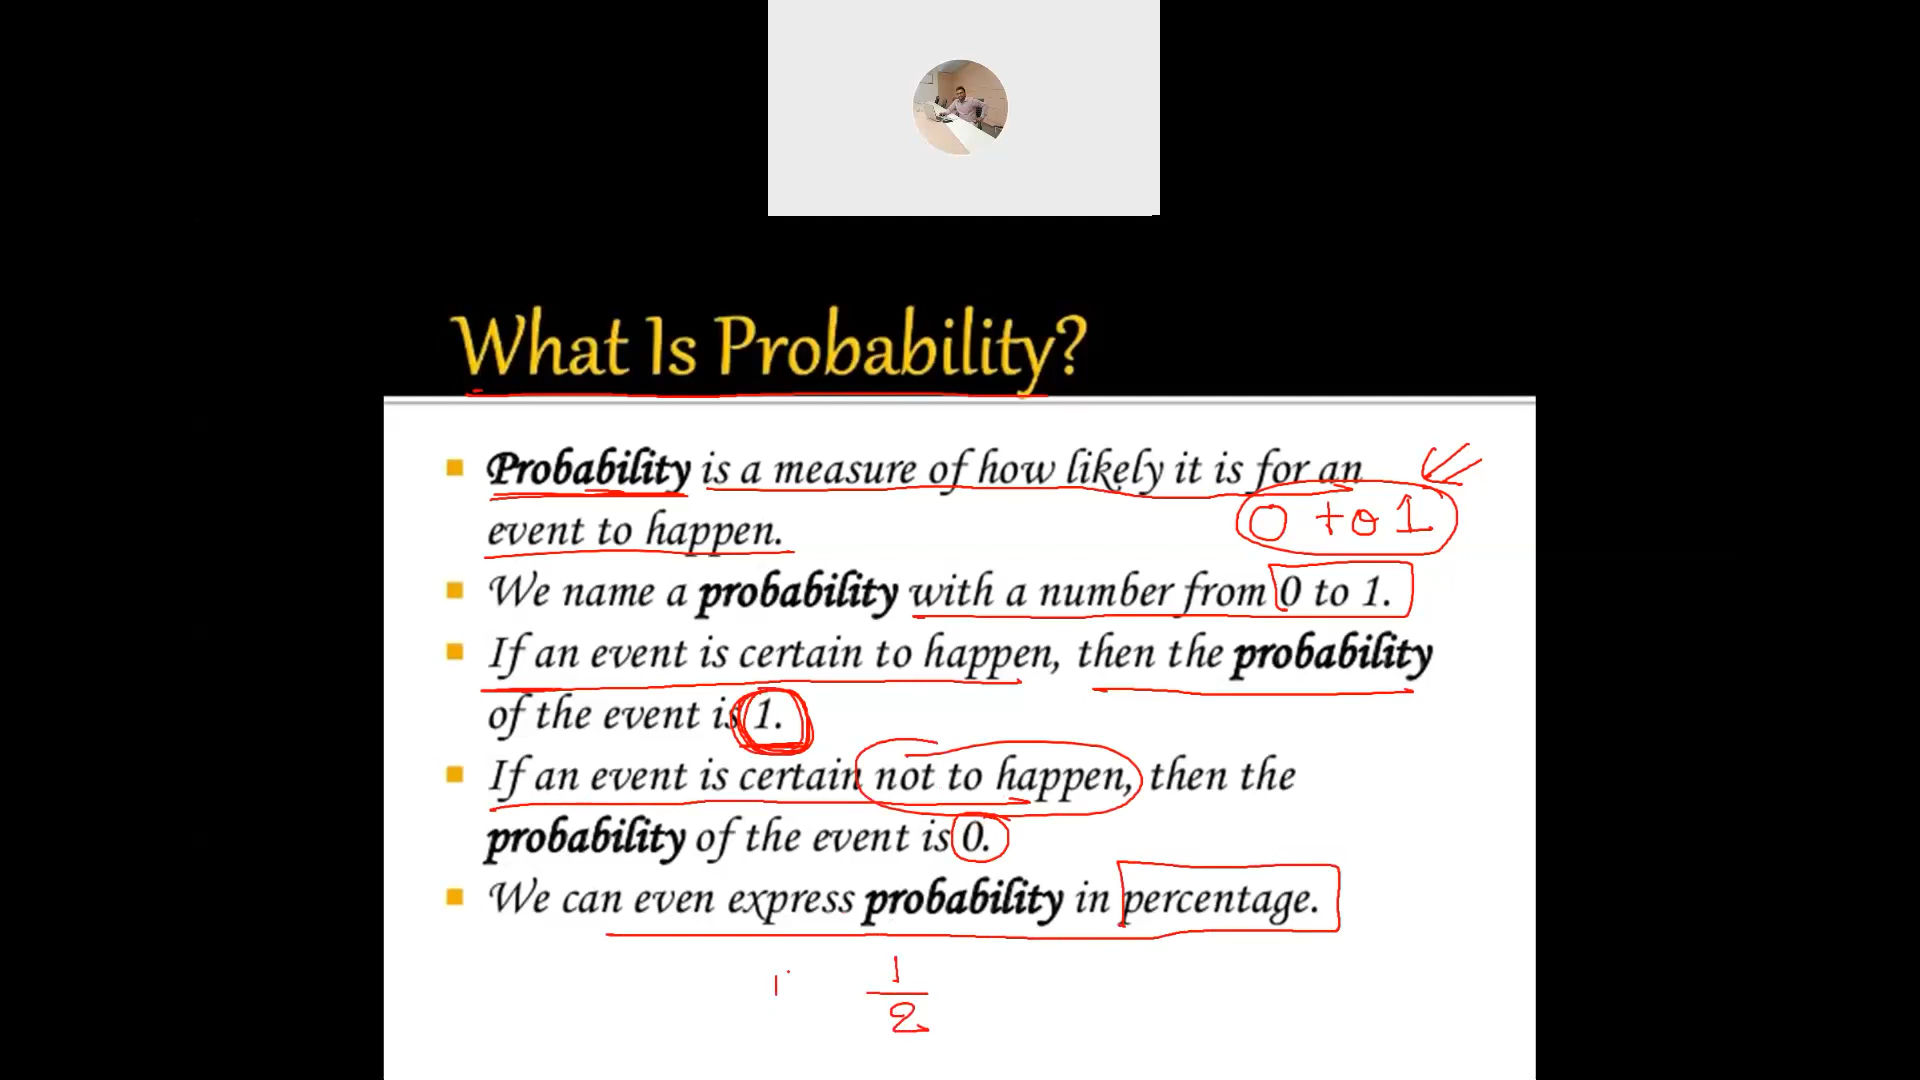 What Is Probability?
Probability is a measure of how likely it is for an
event to happen.
0 to 1
We name a probability with a number from 0 to 1.
If an event is certain to happen, then the probability
of the event is 1.
If an event is certain not to happen, then the
probability of the event is 0.
We can even express probability in percentage.
1
2